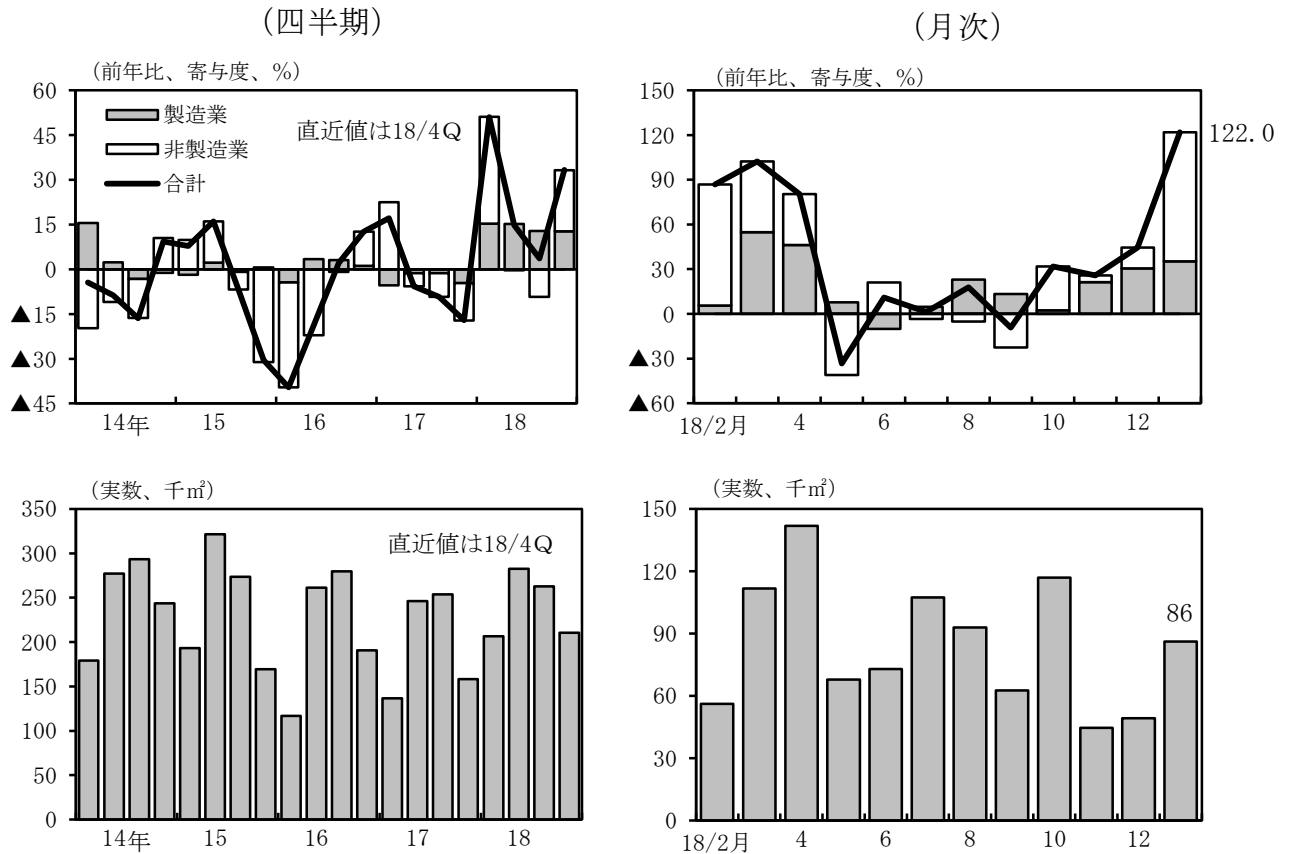 (四半期)
(前年比、寄与度、%)
60
45
30
15
0
▲15
▲30
▲45
製造業
非製造業
合計
直近値は18/4Q
14年 15 16 17 18
(月次)
(前年比、寄与度、%)
150
120
90
60
30
0
▲30
▲60
122.0
18/2月 4 6 8 10 12
(実数、千㎡)
350
300
250
200
150
100
50
0
直近値は18/4Q
14年 15 16 17 18
(実数、千㎡)
150
120
90
60
30
0
86
18/2月 4 6 8 10 12